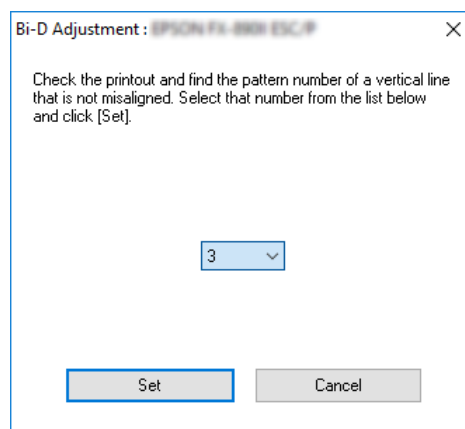 Bi-D Adjustment :
Check the printout and find the pattern number of a vertical line
that is not misaligned. Select that number from the list below
and click [Set].
3
Set
Cancel